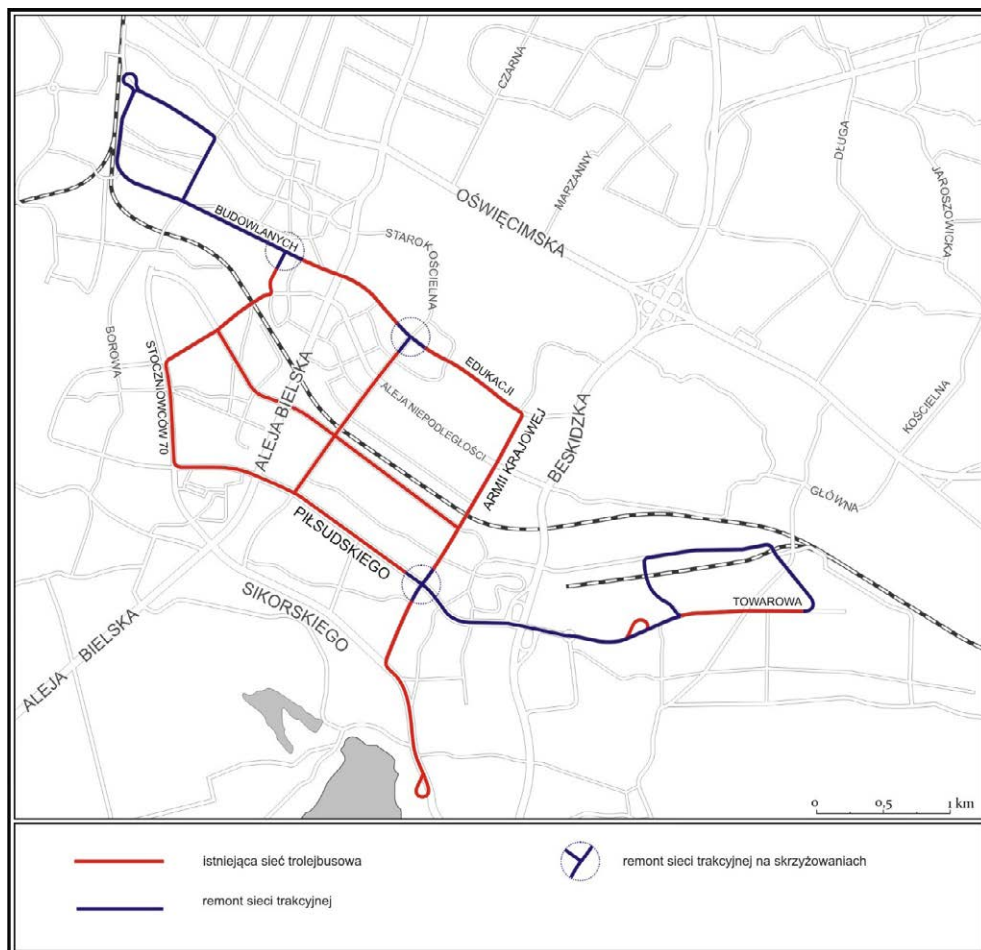 CZARNA
DŁUGA
MARZANNY
JAROSZOWICKA
OŚWIĘCIMSKA
BUDOWLANYCH
STAROKOŚCIELNA
BOROWA
STOCZNIOWCÓW 70
ALEJA BIELSKA
EDUKACJI
ALEJA NIEPODLEGŁOŚCI
ARMII KRAJOWEJ
BESKIDZKA
KOŚCIELNA
GŁÓWNA
PIŁSUDSKIEGO
SIKORSKIEGO
TOWAROWA
ALEJA BIELSKA
0 0,5 1 km
istniejąca sieć trolejbusowa
remont sieci trakcyjnej na skrzyżowaniach
remont sieci trakcyjnej